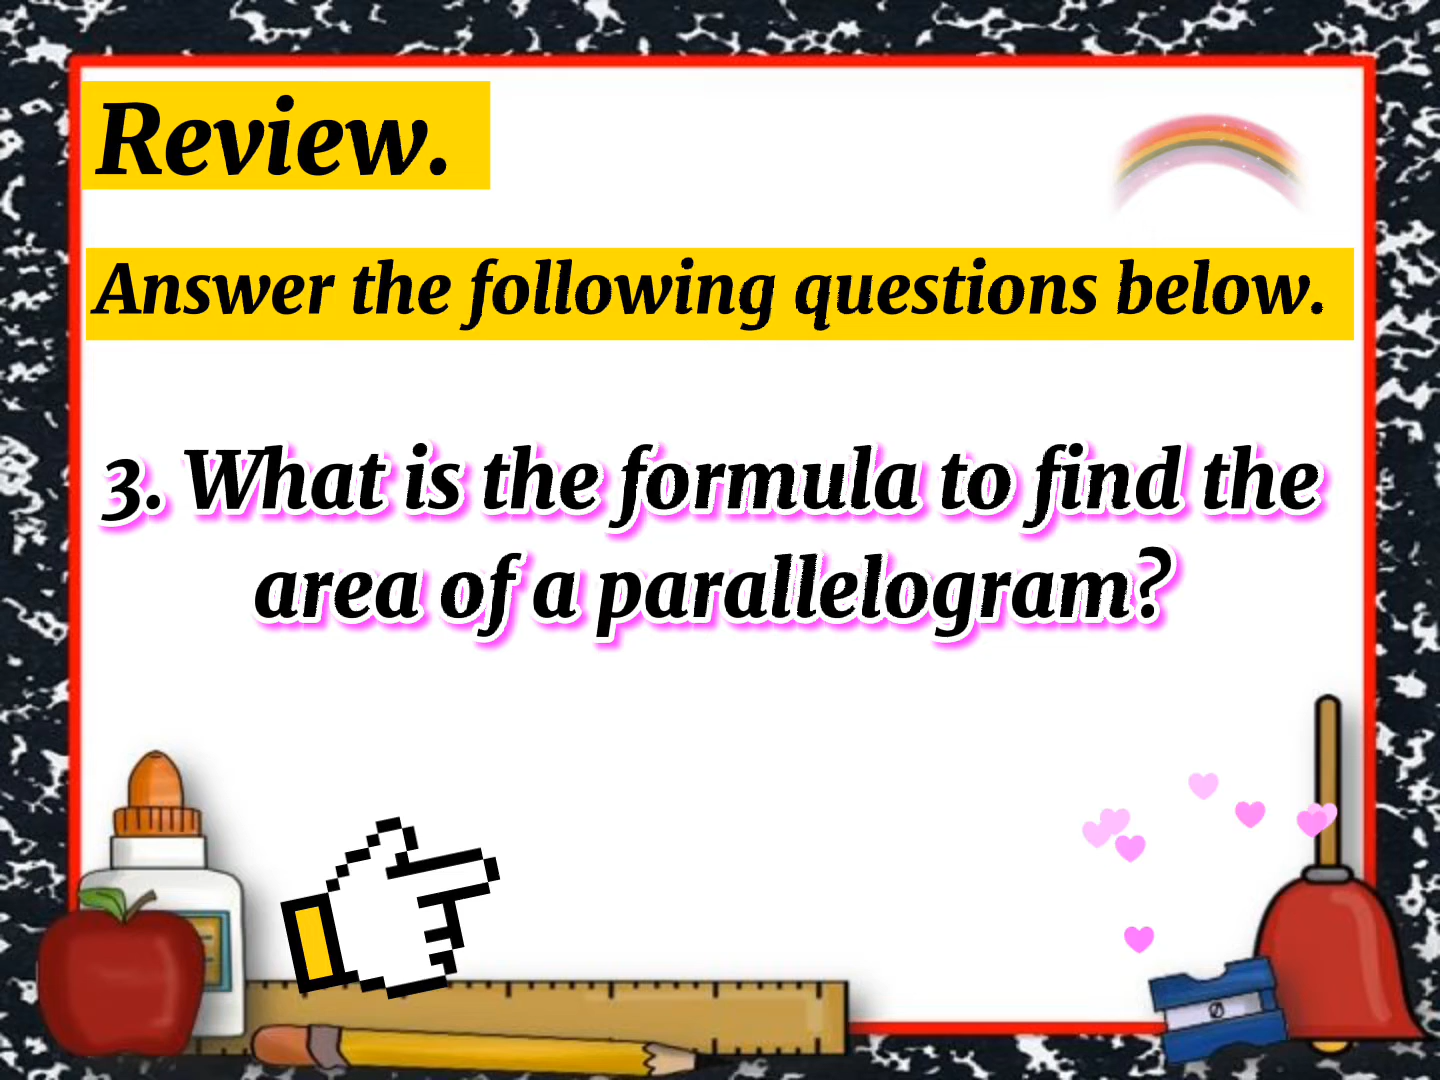 Review.
Answer the following questions below.
3. What is the formula to find the
area of a parallelogram?